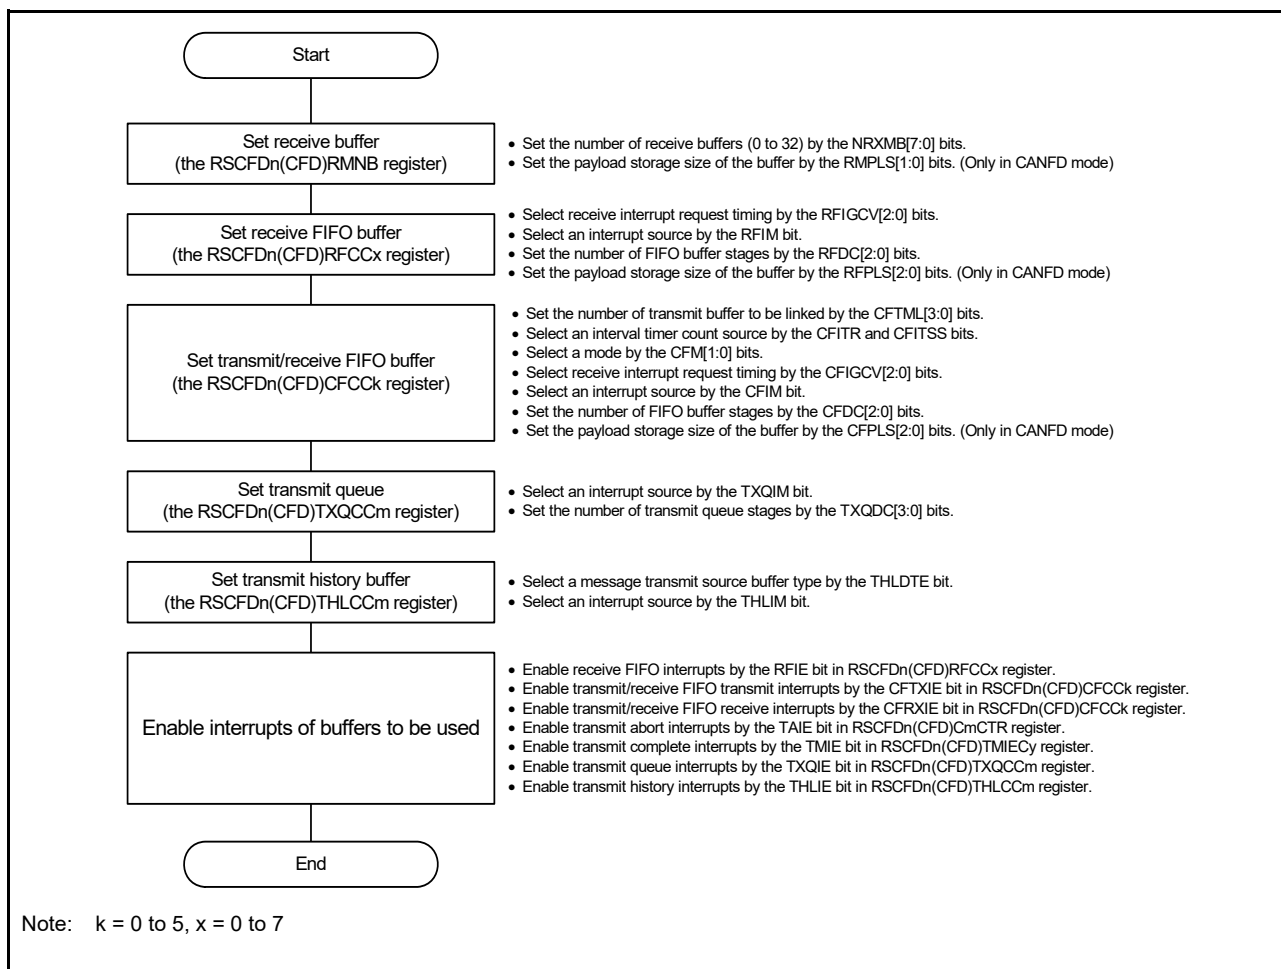 Start
Set receive buffer
(the RSCFDn(CFD)RMNB register)
• Set the number of receive buffers (0 to 32) by the NRXMB[7:0] bits.
• Set the payload storage size of the buffer by the RMPLS[1:0] bits. (Only in CANFD mode)
Set receive FIFO buffer
(the RSCFDn(CFD)RFCCx register)
• Select receive interrupt request timing by the RFIGCV[2:0] bits.
• Select an interrupt source by the RFIM bit.
• Set the number of FIFO buffer stages by the RFDC[2:0] bits.
• Set the payload storage size of the buffer by the RFPLS[2:0] bits. (Only in CANFD mode)
Set transmit/receive FIFO buffer
(the RSCFDn(CFD)CFCCk register)
• Set the number of transmit buffer to be linked by the CFTML[3:0] bits.
• Select an interval timer count source by the CFITR and CFITSS bits.
• Select a mode by the CFM[1:0] bits.
• Select receive interrupt request timing by the CFIGCV[2:0] bits.
• Select an interrupt source by the CFIM bit.
• Set the number of FIFO buffer stages by the CFDC[2:0] bits.
• Set the payload storage size of the buffer by the CFPLS[2:0] bits. (Only in CANFD mode)
Set transmit queue
(the RSCFDn(CFD)TXQCCm register)
• Select an interrupt source by the TXQIM bit.
• Set the number of transmit queue stages by the TXQDC[3:0] bits.
Set transmit history buffer
(the RSCFDn(CFD)THLCCm register)
• Select a message transmit source buffer type by the THLDTE bit.
• Select an interrupt source by the THLIM bit.
Enable interrupts of buffers to be used
• Enable receive FIFO interrupts by the RFIE bit in RSCFDn(CFD)RFCCx register.
• Enable transmit/receive FIFO transmit interrupts by the CFTXIE bit in RSCFDn(CFD)CFCCk register.
• Enable transmit/receive FIFO receive interrupts by the CFRXIE bit in RSCFDn(CFD)CFCCk register.
• Enable transmit abort interrupts by the TAIE bit in RSCFDn(CFD)CmCTR register.
• Enable transmit complete interrupts by the TMIE bit in RSCFDn(CFD)TMIECy register.
• Enable transmit queue interrupts by the TXQIE bit in RSCFDn(CFD)TXQCCm register.
• Enable transmit history interrupts by the THLIE bit in RSCFDn(CFD)THLCCm register.
End
Note: k = 0 to 5, x = 0 to 7